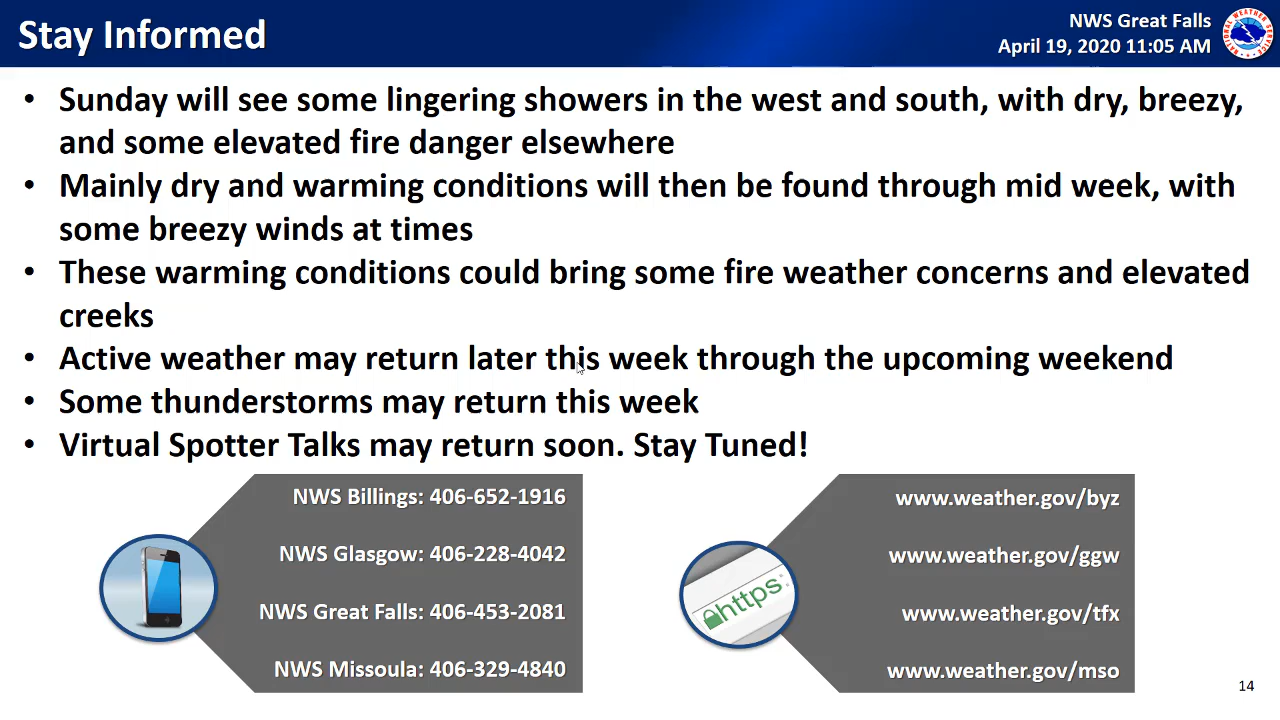 Stay Informed
NWS Great Falls
April 19, 2020 11:05 AM
NATIONAL WEATHER SERVICE
• Sunday will see some lingering showers in the west and south, with dry, breezy,
and some elevated fire danger elsewhere
• Mainly dry and warming conditions will then be found through mid week, with
some breezy winds at times
• These warming conditions could bring some fire weather concerns and elevated
creeks
• Active weather may return later this week through the upcoming weekend
• Some thunderstorms may return this week
• Virtual Spotter Talks may return soon. Stay Tuned!
NWS Billings: 406-652-1916
NWS Glasgow: 406-228-4042
NWS Great Falls: 406-453-2081
NWS Missoula: 406-329-4840
https:
www.weather.gov/byz
www.weather.gov/ggw
www.weather.gov/tfx
www.weather.gov/mso
14